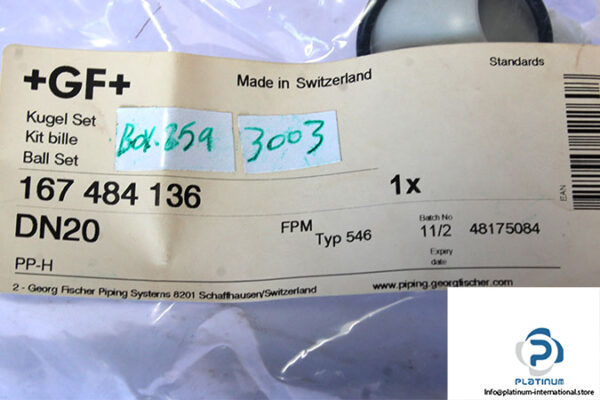 +GF+
Made in Switzerland
Standards
Kugel Set
Kit bille
Ball Set
Box.259
3003
167 484 136
1x
DN20
FPM
Typ 546
Batch No
11/2 48175084
Expiry
date
PP-H
EAN
2 - Georg Fischer Piping Systems 8201 Schaffhausen/Switzerland
www.piping.georgfischer.com
PLATINUM
Info@platinum-international.store